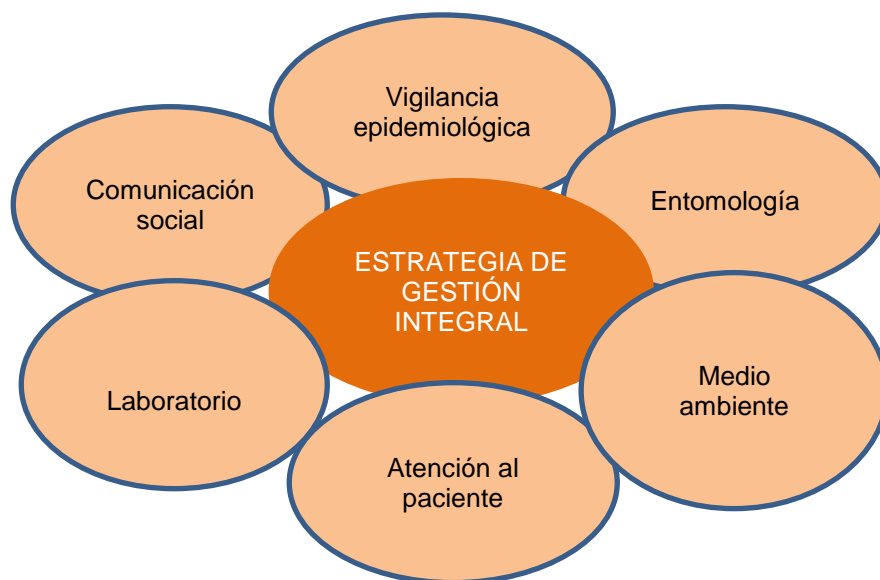 Vigilancia
epidemiológica
Comunicación
social
Entomología
ESTRATEGIA DE
GESTIÓN
INTEGRAL
Laboratorio
Medio
ambiente
Atención al
paciente